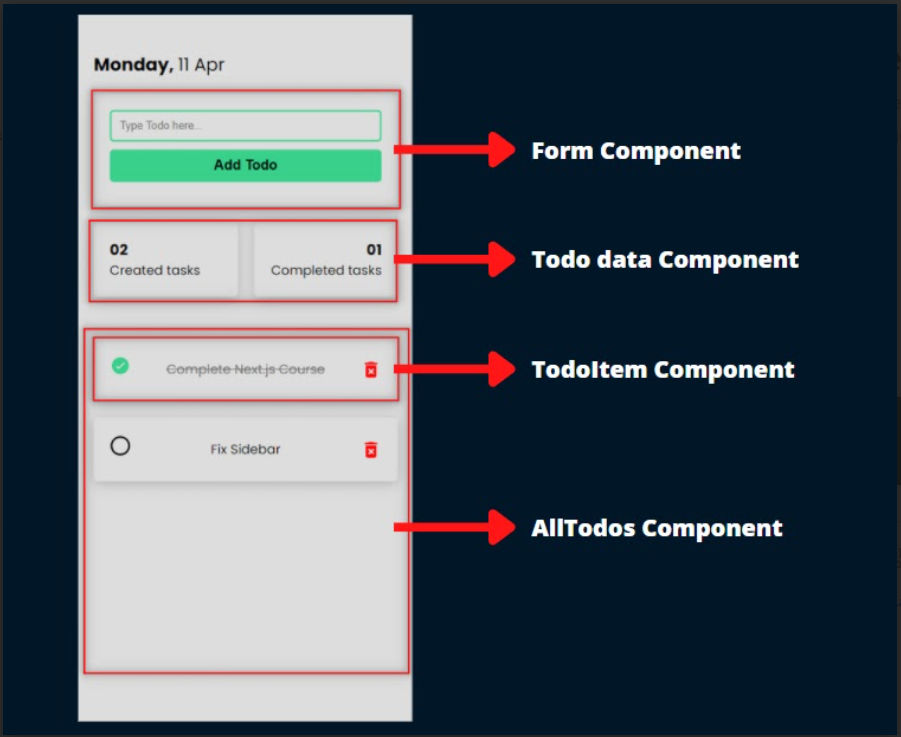 Monday, 11 Apr
Type Todo here...
Add Todo
Form Component
02
Created tasks
01
Completed tasks
Todo data Component
Complete Next.js Course
TodoItem Component
Fix Sidebar
AllTodos Component